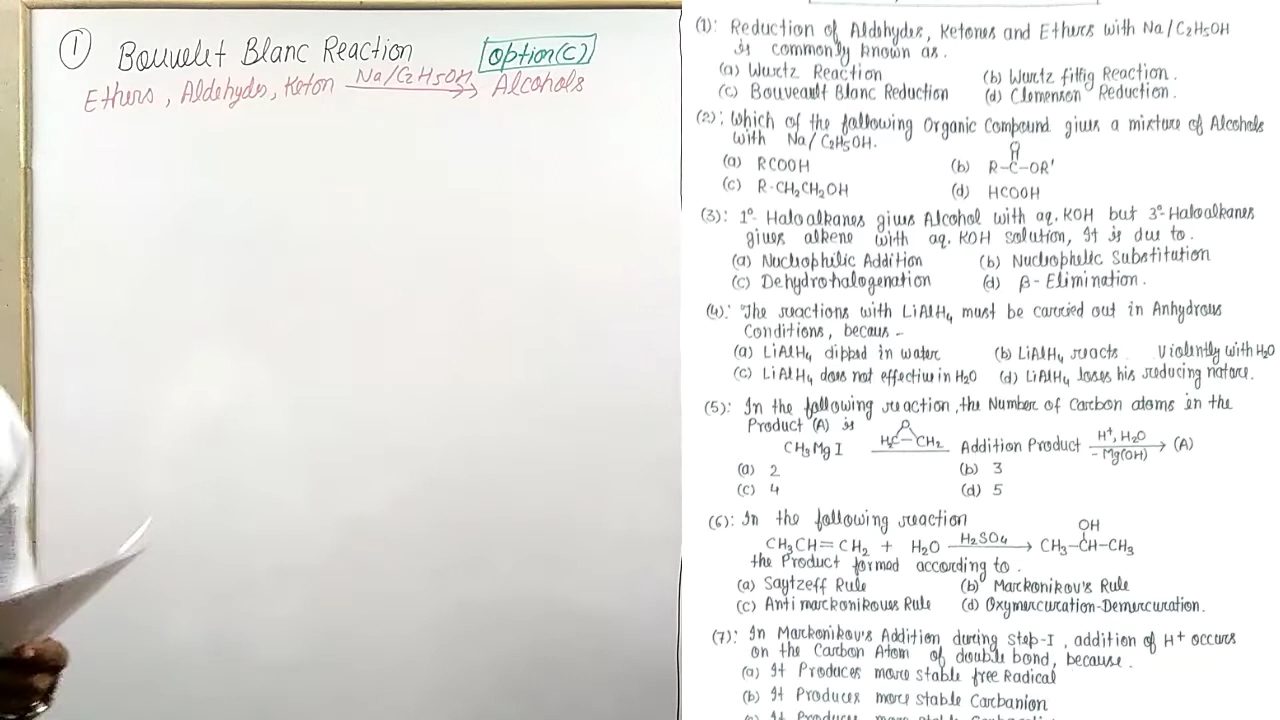 ① Bouvelet Blanc Reaction Option(C)
Ethers, Aldehydes, Keton Na/C2H5OH Alcohols
(1): Reduction of Aldehydes, Ketones and Ethers with Na/C2H5OH
is commonly known as.
(a) Wurtz Reaction (b) Wurtz fittig Reaction.
(c) Bouveault Blanc Reduction (d) Clemenson Reduction.
(2): Which of the following Organic Compound gives a mixture of Alcohols
with Na/C2H5OH.
(a) RCOOH (b) R-C-OR'
O
(c) R-CH2CH2OH (d) HCOOH
(3): 1°- Haloalkanes gives Alcohol with aq. KOH but 3°-Haloalkanes
gives alkene with aq. KOH solution, It is due to.
(a) Nucleophilic Addition (b) Nucleophelic Substitution
(c) Dehydrohalogenation (d) β- Elimination.
(4): The reactions with LiAlH4 must be carried out in Anhydrous
Conditions, becaus -
(a) LiAlH4 dipped in water (b) LiAlH4 reacts Violently with H2O
(c) LiAlH4 does not effective in H2O (d) LiAlH4 loses his reducing nature.
(5): In the following reaction, the Number of Carbon atoms in the
Product (A) is
CH3MgI H2C-CH2 Addition Product H+, H2O (A)
O
-Mg(OH)
(a) 2 (b) 3
(c) 4 (d) 5
(6): In the following reaction
CH3CH=CH2 + H2O H2SO4 → CH3-CH-CH3
OH
the Product formed according to.
(a) Saytzeff Rule (b) Marckonikov's Rule
(c) Antimarckonikoves Rule (d) Oxymercuration-Demercuration.
(7): In Markonikov's Addition during step-I, addition of H+ occurs
on the Carbon Atom of double bond, because.
(a) It Produces more stable free Radical
(b) It Produces more stable Carbanion